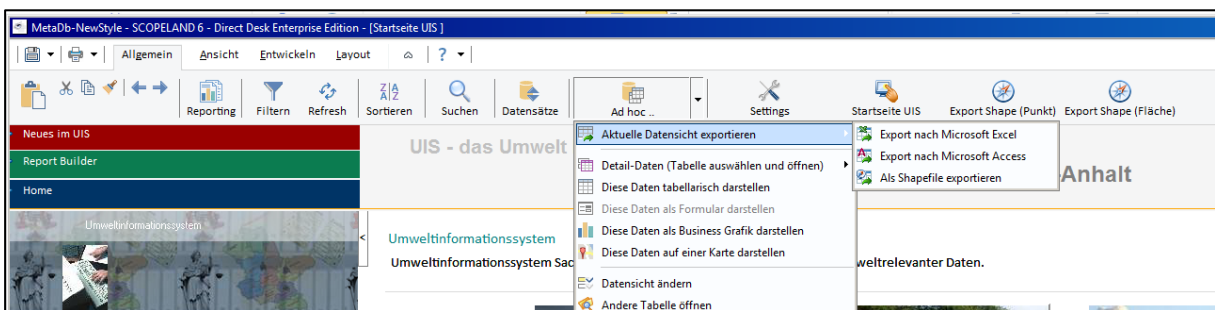 MetaDb-NewStyle - SCOPELAND 6 - Direct Desk Enterprise Edition - [Startseite UIS ]
Allgemein Ansicht Entwickeln Layout ?
Reporting Filtern Refresh Sortieren Suchen Datensätze Ad hoc .. Settings Startseite UIS Export Shape (Punkt) Export Shape (Fläche)
Neues im UIS
Report Builder
Home
Umweltinformationssystem
UIS - das Umwelt
Anhalt
Aktuelle Datensicht exportieren
Detail-Daten (Tabelle auswählen und öffnen)
Diese Daten tabellarisch darstellen
Diese Daten als Formular darstellen
Diese Daten als Business Grafik darstellen
Diese Daten auf einer Karte darstellen
Datensicht ändern
Andere Tabelle öffnen
Export nach Microsoft Excel
Export nach Microsoft Access
Als Shapefile exportieren
Umweltinformationssystem
Umweltinformationssystem Sac
weltrelevanter Daten.